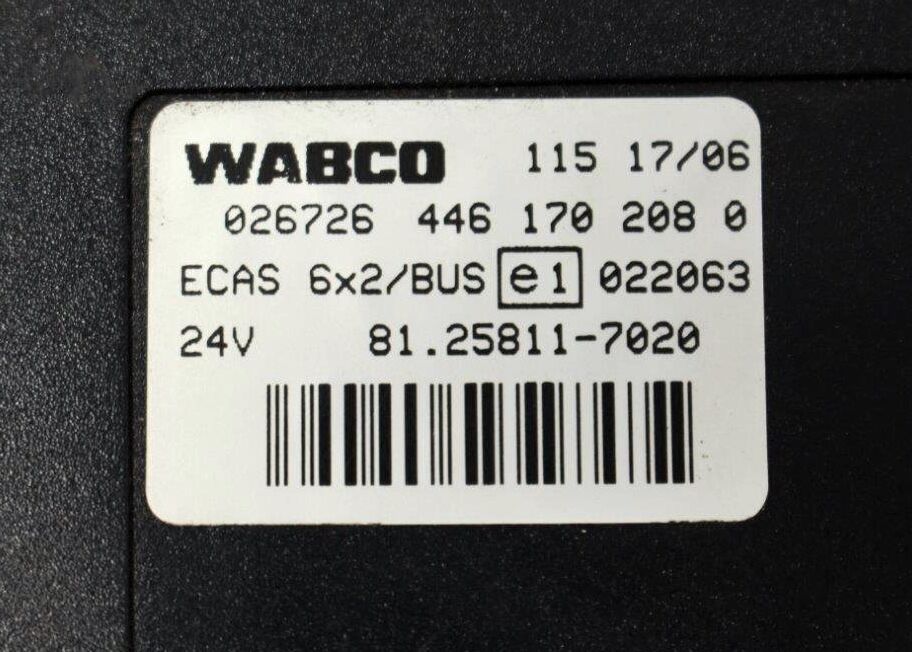 WABCO 115 17/06
026726 446 170 208 0
ECAS 6x2/BUS e1 022063
24V 81.25811-7020